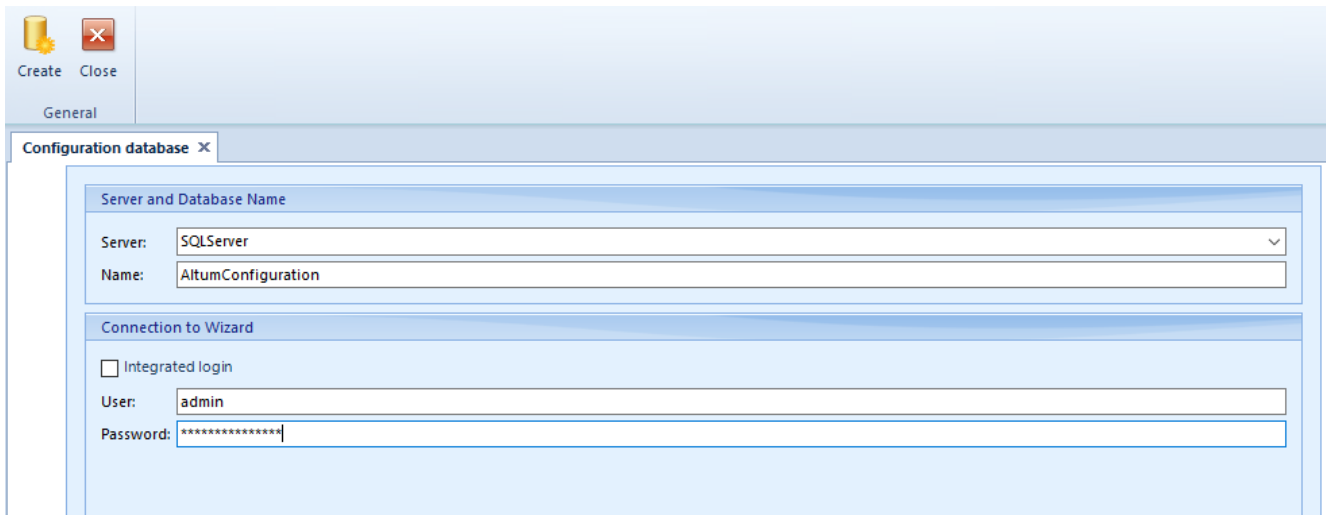 Create Close
General
Configuration database X
Server and Database Name
Server: SQLServer
Name: AltumConfiguration
Connection to Wizard
Integrated login
User: admin
Password: ***************